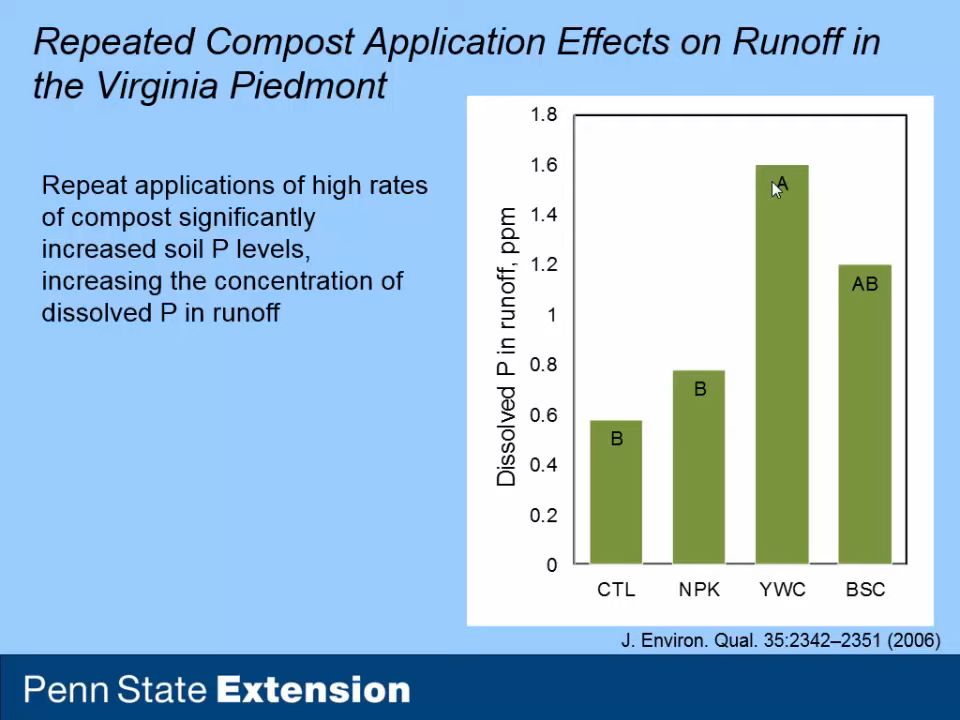 Repeated Compost Application Effects on Runoff in
the Virginia Piedmont
Repeat applications of high rates
of compost significantly
increased soil P levels,
increasing the concentration of
dissolved P in runoff
Dissolved P in runoff, ppm
1.8
1.6
1.4
1.2
1
0.8
0.6
0.4
0.2
0
B
B
A
AB
CTL NPK YWC BSC
J. Environ. Qual. 35:2342–2351 (2006)
Penn State Extension